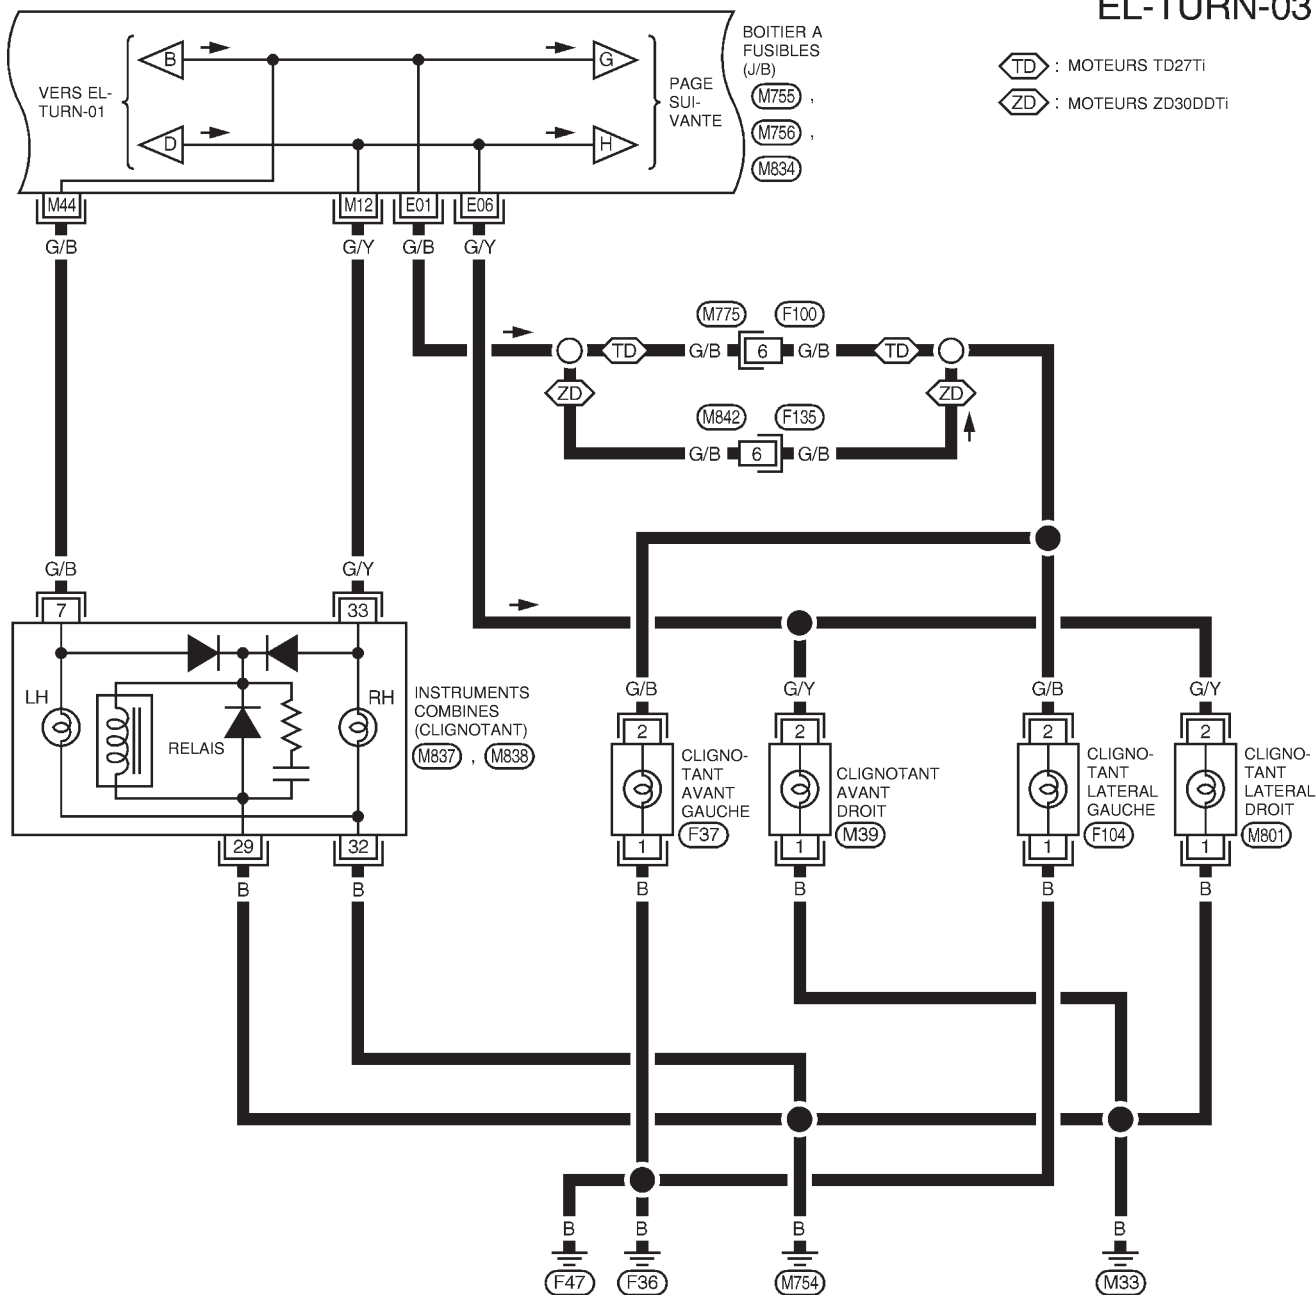 EL-TURN-03
TD : MOTEURS TD27Ti
ZD : MOTEURS ZD30DDTi
VERS EL-
TURN-01
B
D
G
H
PAGE
SUI-
VANTE
BOITIER A
FUSIBLES
(J/B)
M755 ,
M756 ,
M834
M44 M12 E01 E06
G/B G/Y G/B G/Y
M775 F100
TD G/B 6 G/B TD
ZD ZD
M842 F135
G/B 6 G/B
G/B G/Y
7 33
LH RH
RELAIS
INSTRUMENTS
COMBINES
(CLIGNOTANT)
M837 , M838
29 32
B B
G/B G/Y G/B G/Y
2 2 2 2
CLIGNO-
TANT
AVANT
GAUCHE
F37
CLIGNOTANT
AVANT
DROIT
M39
CLIGNO-
TANT
LATERAL
GAUCHE
F104
CLIGNO-
TANT
LATERAL
DROIT
M801
1 1 1 1
B B B B
B B B B
F47 F36 M754 M33